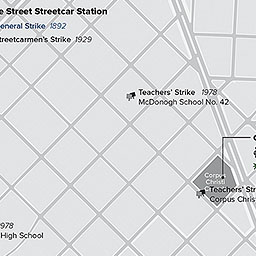 e Street Streetcar Station
eneral Strike 1892
treetcarmen's Strike 1929
Teachers' Strike 1978
McDonogh School No. 42
Corpus
Christi
Teachers' Str
Corpus Christ
1978
High School